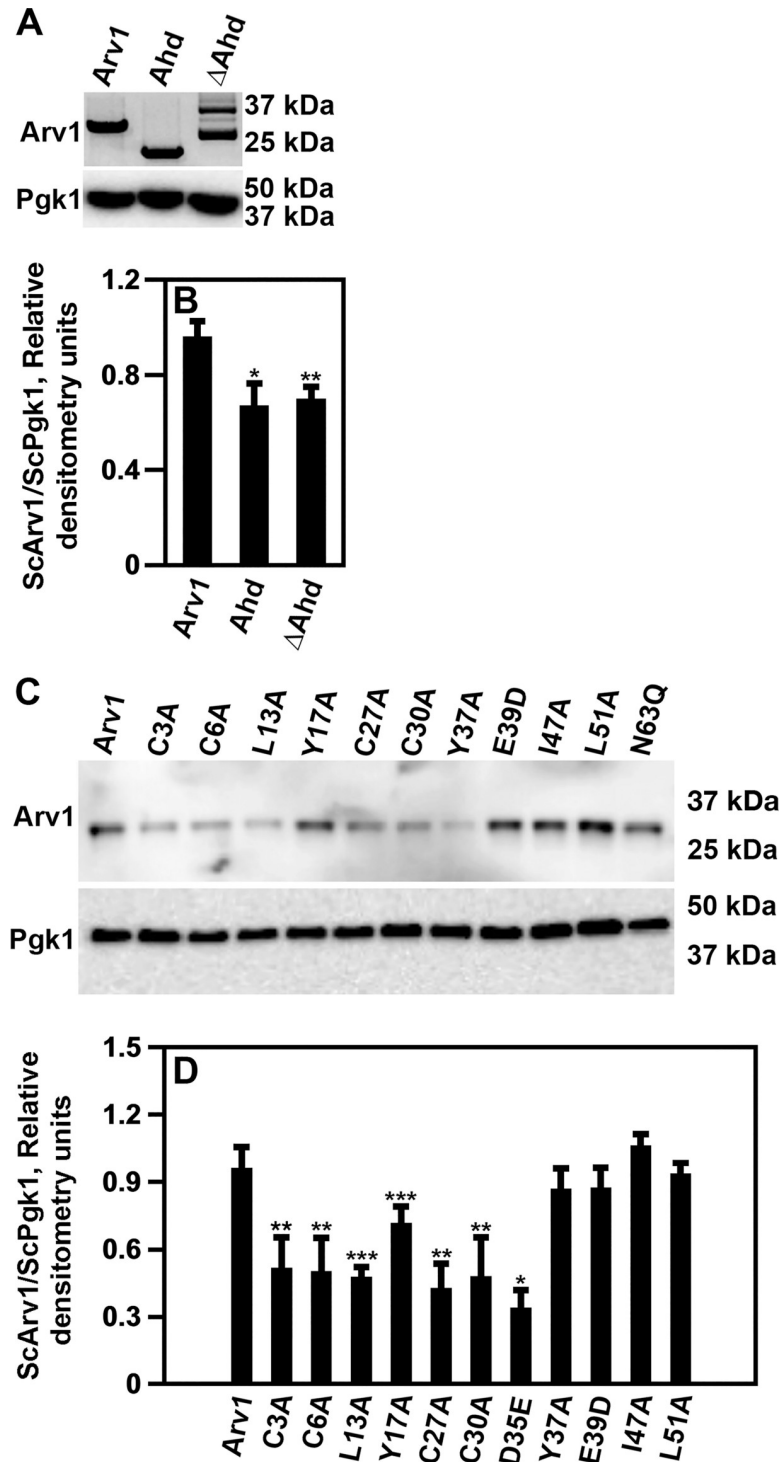 A
Arv1 Ahd ΔAhd
Arv1 37 kDa
25 kDa
Pgk1 50 kDa
37 kDa
B
ScArv1/ScPgk1, Relative
densitometry units
1.2
0.8
0.4
0
* **
Arv1 Ahd ΔAhd
C
Arv1 C3A C6A L13A Y17A C27A C30A Y37A E39D I47A L51A N63Q
Arv1 37 kDa
25 kDa
Pgk1 50 kDa
37 kDa
D
ScArv1/ScPgk1, Relative
densitometry units
1.5
1.2
0.9
0.6
0.3
0
** ** *** *** ** ** *
Arv1 C3A C6A L13A Y17A C27A C30A D35E Y37A E39D I47A L51A